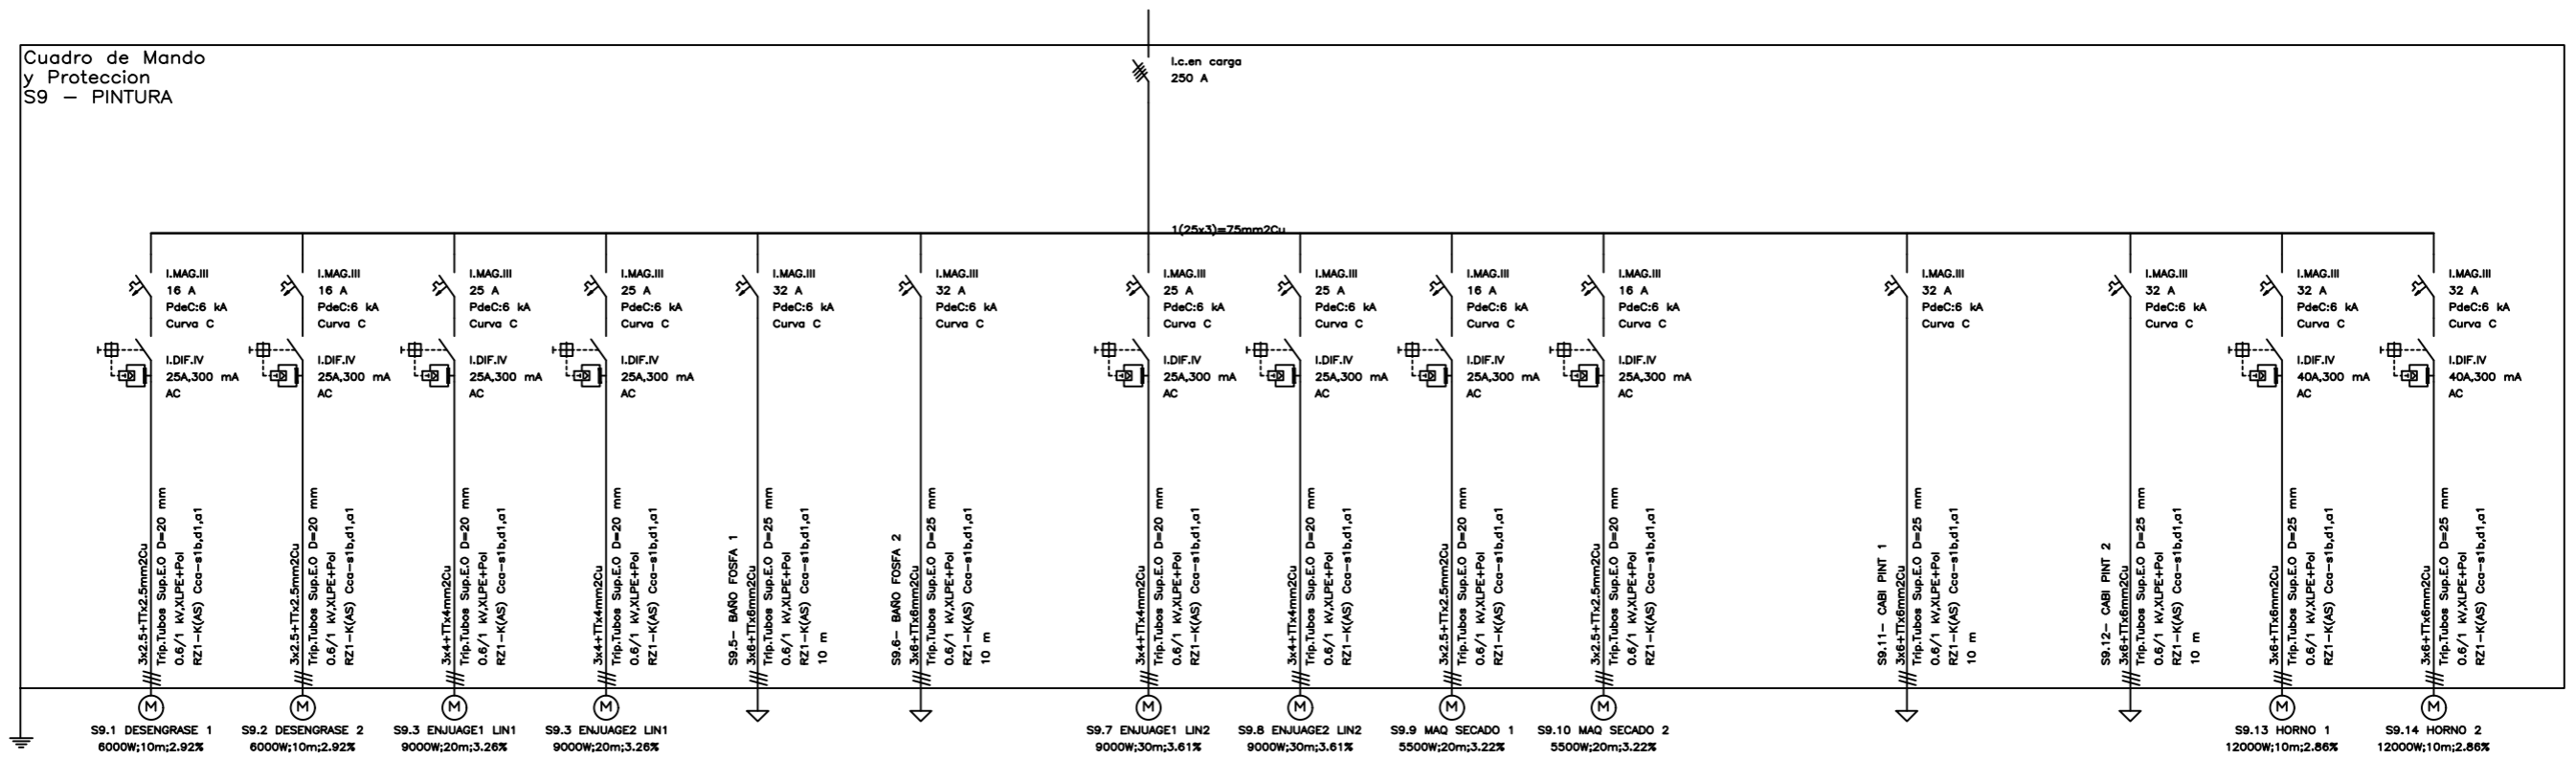 Cuadro de Mando
y Proteccion
S9 - PINTURA
I.c.en carga
250 A
1(25x3)=75mm2Cu
I.MAG.III
16 A
PdeC:6 kA
Curva C
I.DIF.IV
25A,300 mA
AC
3x2.5+TTx2.5mm2Cu
Trip.Tubos Sup.E.O D=20 mm
0.6/1 kV,XLPE+Pol
RZ1-K(AS) Cca-s1b,d1,a1
M
S9.1 DESENGRASE 1
6000W;10m;2.92%
I.MAG.III
16 A
PdeC:6 kA
Curva C
I.DIF.IV
25A,300 mA
AC
3x2.5+TTx2.5mm2Cu
Trip.Tubos Sup.E.O D=20 mm
0.6/1 kV,XLPE+Pol
RZ1-K(AS) Cca-s1b,d1,a1
M
S9.2 DESENGRASE 2
6000W;10m;2.92%
I.MAG.III
25 A
PdeC:6 kA
Curva C
I.DIF.IV
25A,300 mA
AC
3x4+TTx4mm2Cu
Trip.Tubos Sup.E.O D=20 mm
0.6/1 kV,XLPE+Pol
RZ1-K(AS) Cca-s1b,d1,a1
M
S9.3 ENJUAGE1 LIN1
9000W;20m;3.26%
I.MAG.III
25 A
PdeC:6 kA
Curva C
I.DIF.IV
25A,300 mA
AC
3x4+TTx4mm2Cu
Trip.Tubos Sup.E.O D=20 mm
0.6/1 kV,XLPE+Pol
RZ1-K(AS) Cca-s1b,d1,a1
M
S9.3 ENJUAGE2 LIN1
9000W;20m;3.26%
I.MAG.III
32 A
PdeC:6 kA
Curva C
S9.5- BAÑO FOSFA 1
3x6+TTx6mm2Cu
Trip.Tubos Sup.E.O D=25 mm
0.6/1 kV,XLPE+Pol
RZ1-K(AS) Cca-s1b,d1,a1
10 m
I.MAG.III
32 A
PdeC:6 kA
Curva C
S9.6- BAÑO FOSFA 2
3x6+TTx6mm2Cu
Trip.Tubos Sup.E.O D=25 mm
0.6/1 kV,XLPE+Pol
RZ1-K(AS) Cca-s1b,d1,a1
10 m
I.MAG.III
25 A
PdeC:6 kA
Curva C
I.DIF.IV
25A,300 mA
AC
3x4+TTx4mm2Cu
Trip.Tubos Sup.E.O D=20 mm
0.6/1 kV,XLPE+Pol
RZ1-K(AS) Cca-s1b,d1,a1
M
S9.7 ENJUAGE1 LIN2
9000W;30m;3.61%
I.MAG.III
25 A
PdeC:6 kA
Curva C
I.DIF.IV
25A,300 mA
AC
3x4+TTx4mm2Cu
Trip.Tubos Sup.E.O D=20 mm
0.6/1 kV,XLPE+Pol
RZ1-K(AS) Cca-s1b,d1,a1
M
S9.8 ENJUAGE2 LIN2
9000W;30m;3.61%
I.MAG.III
16 A
PdeC:6 kA
Curva C
I.DIF.IV
25A,300 mA
AC
3x2.5+TTx2.5mm2Cu
Trip.Tubos Sup.E.O D=20 mm
0.6/1 kV,XLPE+Pol
RZ1-K(AS) Cca-s1b,d1,a1
M
S9.9 MAQ SECADO 1
5500W;20m;3.22%
I.MAG.III
16 A
PdeC:6 kA
Curva C
I.DIF.IV
25A,300 mA
AC
3x2.5+TTx2.5mm2Cu
Trip.Tubos Sup.E.O D=20 mm
0.6/1 kV,XLPE+Pol
RZ1-K(AS) Cca-s1b,d1,a1
M
S9.10 MAQ SECADO 2
5500W;20m;3.22%
I.MAG.III
32 A
PdeC:6 kA
Curva C
S9.11- CABI PINT 1
3x6+TTx6mm2Cu
Trip.Tubos Sup.E.O D=25 mm
0.6/1 kV,XLPE+Pol
RZ1-K(AS) Cca-s1b,d1,a1
10 m
I.MAG.III
32 A
PdeC:6 kA
Curva C
S9.12- CABI PINT 2
3x6+TTx6mm2Cu
Trip.Tubos Sup.E.O D=25 mm
0.6/1 kV,XLPE+Pol
RZ1-K(AS) Cca-s1b,d1,a1
10 m
I.MAG.III
32 A
PdeC:6 kA
Curva C
I.DIF.IV
40A,300 mA
AC
3x6+TTx6mm2Cu
Trip.Tubos Sup.E.O D=25 mm
0.6/1 kV,XLPE+Pol
RZ1-K(AS) Cca-s1b,d1,a1
M
S9.13 HORNO 1
12000W;10m;2.86%
I.MAG.III
32 A
PdeC:6 kA
Curva C
I.DIF.IV
40A,300 mA
AC
3x6+TTx6mm2Cu
Trip.Tubos Sup.E.O D=25 mm
0.6/1 kV,XLPE+Pol
RZ1-K(AS) Cca-s1b,d1,a1
M
S9.14 HORNO 2
12000W;10m;2.86%